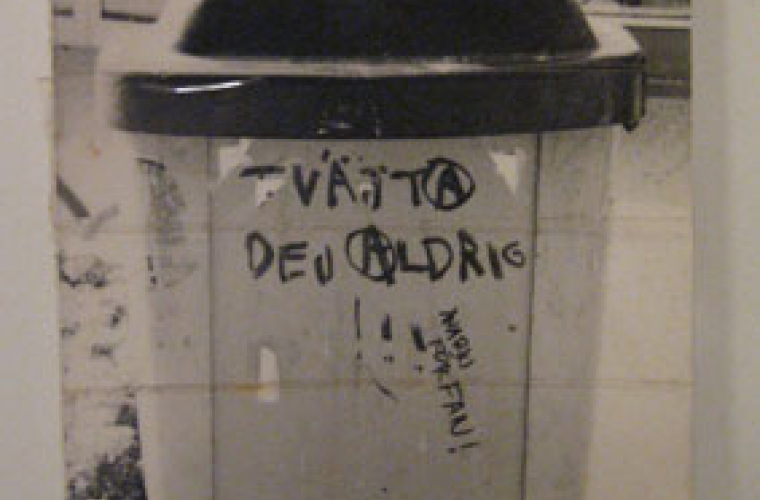 TVÄTTA
DEJ ALDRIG
!!!
FÖR FAN!